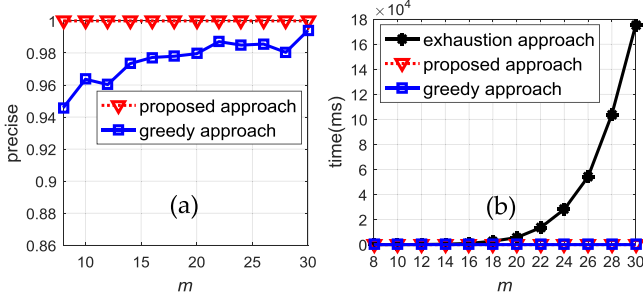 1
0.98
0.96
0.94
0.92
0.9
0.88
0.86
precise
proposed approach
greedy approach
(a)
10 15 20 25 30
m
×10⁴
18
16
14
12
10
8
6
4
2
0
time(ms)
exhaustion approach
proposed approach
greedy approach
(b)
8 10 12 14 16 18 20 22 24 26 28 30
m